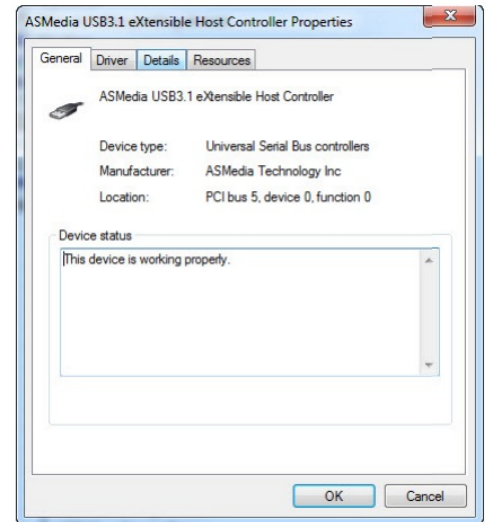 ASMedia USB3.1 eXtensible Host Controller Properties
General Driver Details Resources
ASMedia USB3.1 eXtensible Host Controller
Device type: Universal Serial Bus controllers
Manufacturer: ASMedia Technology Inc
Location: PCI bus 5, device 0, function 0
Device status
This device is working properly.
OK Cancel